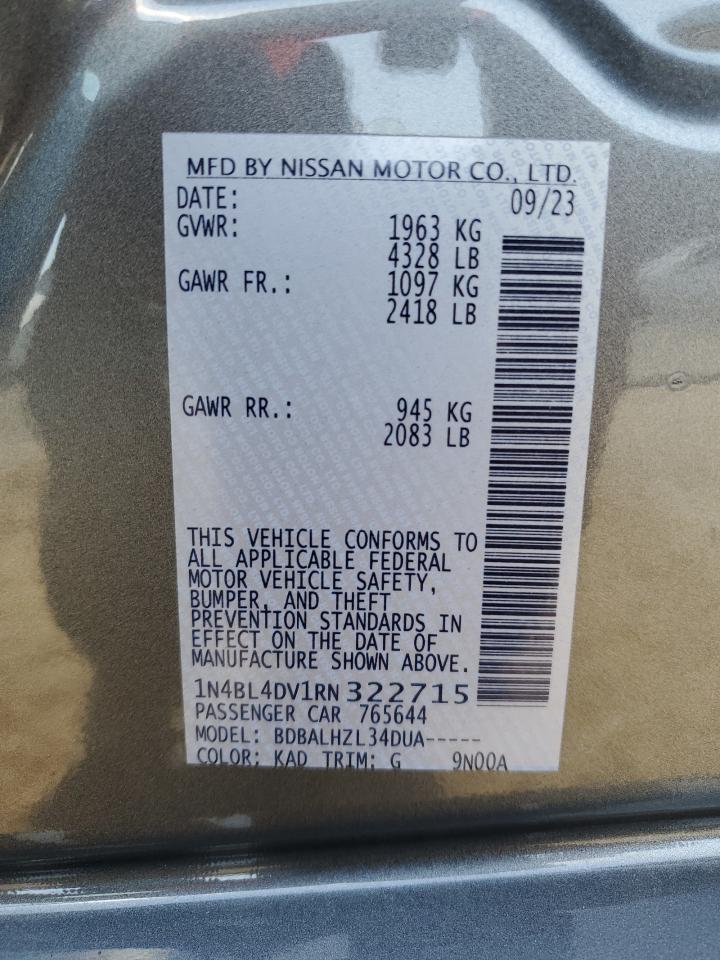 MFD BY NISSAN MOTOR CO., LTD.
DATE: 09/23
GVWR: 1963 KG
4328 LB
GAWR FR.: 1097 KG
2418 LB
GAWR RR.: 945 KG
2083 LB
THIS VEHICLE CONFORMS TO
ALL APPLICABLE FEDERAL
MOTOR VEHICLE SAFETY,
BUMPER, AND THEFT
PREVENTION STANDARDS IN
EFFECT ON THE DATE OF
MANUFACTURE SHOWN ABOVE.
1N4BL4DV1RN322715
PASSENGER CAR 765644
MODEL: BDBALHZL34DUA-----
COLOR: KAD TRIM: G 9N00A